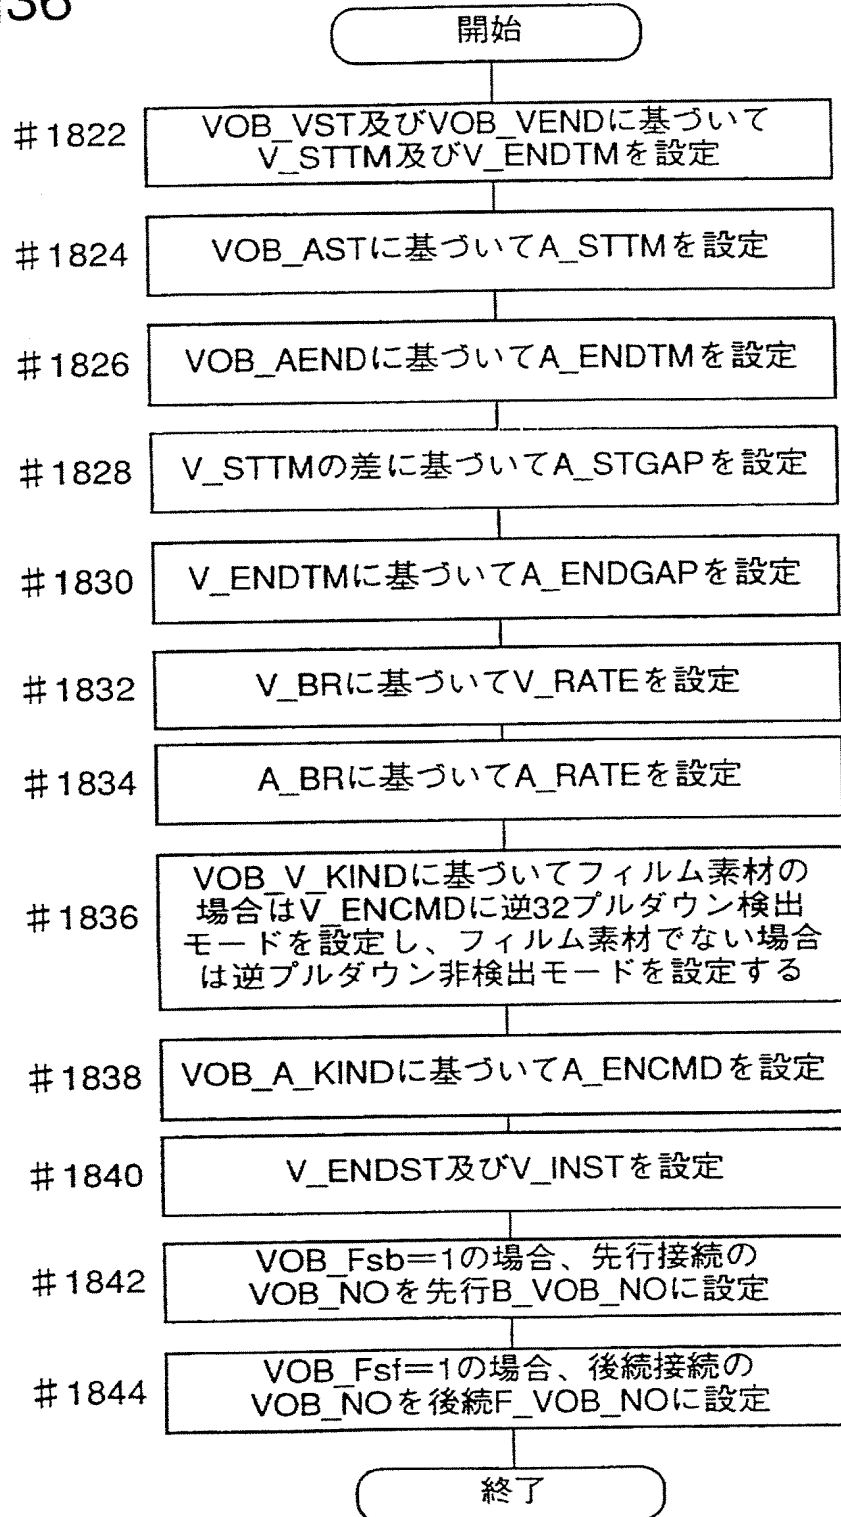 36
開始
#1822
VOB_VST及びVOB_VENDに基づいて
V_STTM及びV_ENDTMを設定
#1824
VOB_ASTに基づいてA_STTMを設定
#1826
VOB_AENDに基づいてA_ENDTMを設定
#1828
V_STTMの差に基づいてA_STGAPを設定
#1830
V_ENDTMに基づいてA_ENDGAPを設定
#1832
V_BRに基づいてV_RATEを設定
#1834
A_BRに基づいてA_RATEを設定
#1836
VOB_V_KINDに基づいてフィルム素材の
場合はV_ENCMDに逆32プルダウン検出
モードを設定し、フィルム素材でない場合
は逆プルダウン非検出モードを設定する
#1838
VOB_A_KINDに基づいてA_ENCMDを設定
#1840
V_ENDST及びV_INSTを設定
#1842
VOB_Fsb=1の場合、先行接続の
VOB_NOを先行B_VOB_NOに設定
#1844
VOB_Fsf=1の場合、後続接続の
VOB_NOを後続F_VOB_NOに設定
終了